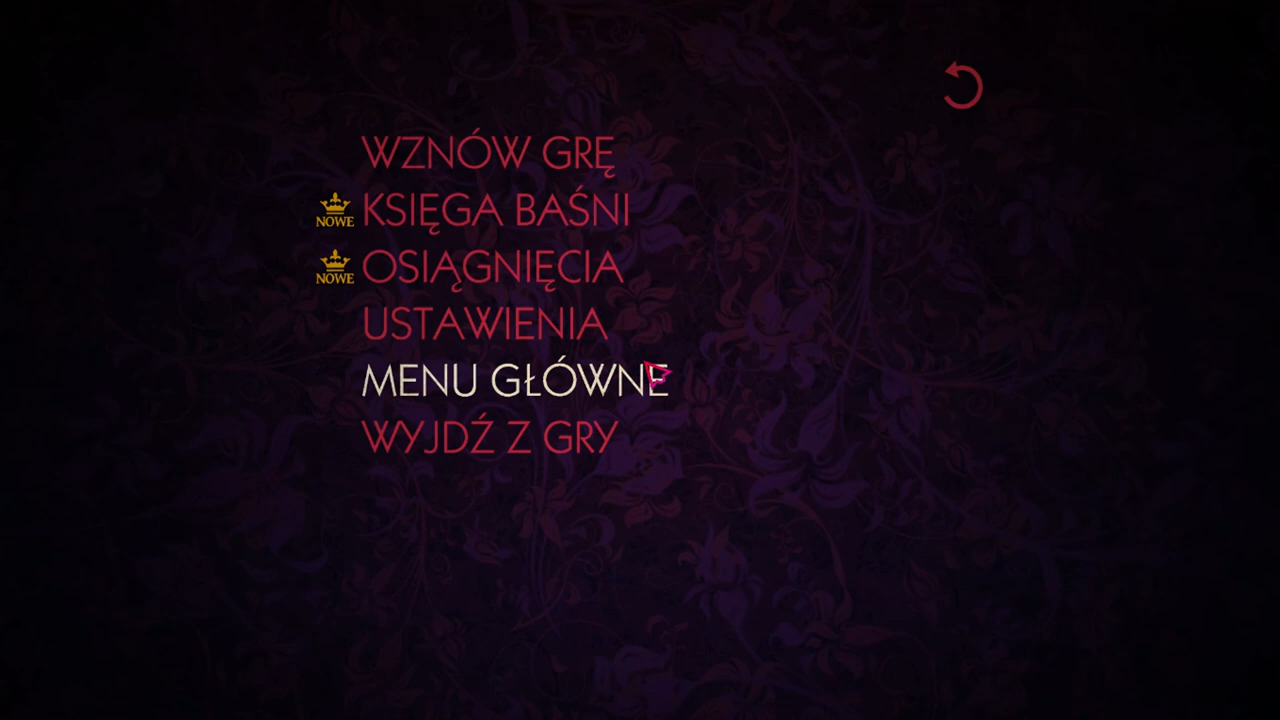 WZNÓW GRĘ
NOWE KSIĘGA BAŚNI
NOWE OSIĄGNIĘCIA
USTAWIENIA
MENU GŁÓWNE
WYJDŹ Z GRY